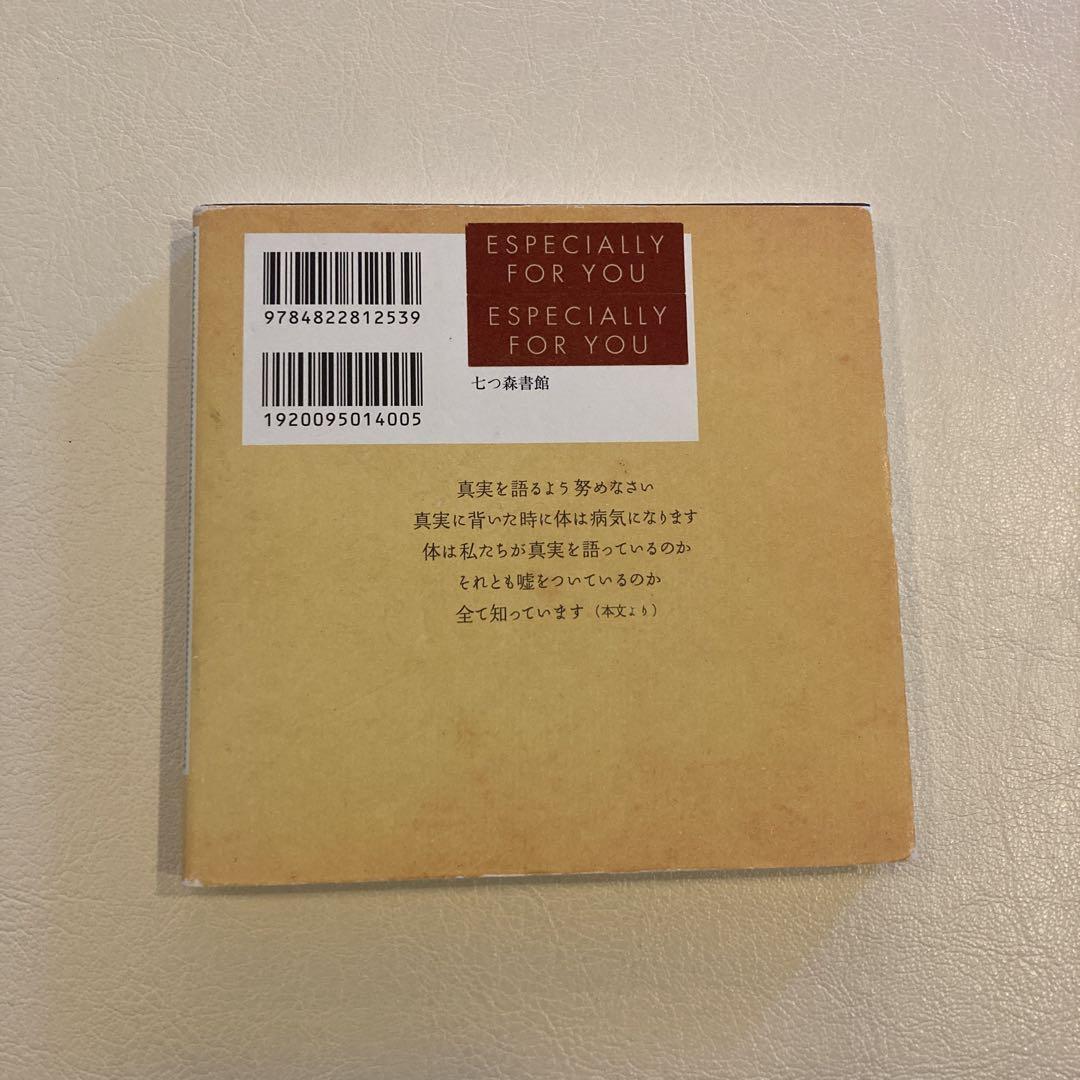 9784822812539
1920095014005
ESPECIALLY
FOR YOU
ESPECIALLY
FOR YOU
七つ森書館
真実を語るよう努めなさい
真実に背いた時に体は病気になります
体は私たちが真実を語っているのか
それとも嘘をついているのか
全て知っています（本文より）